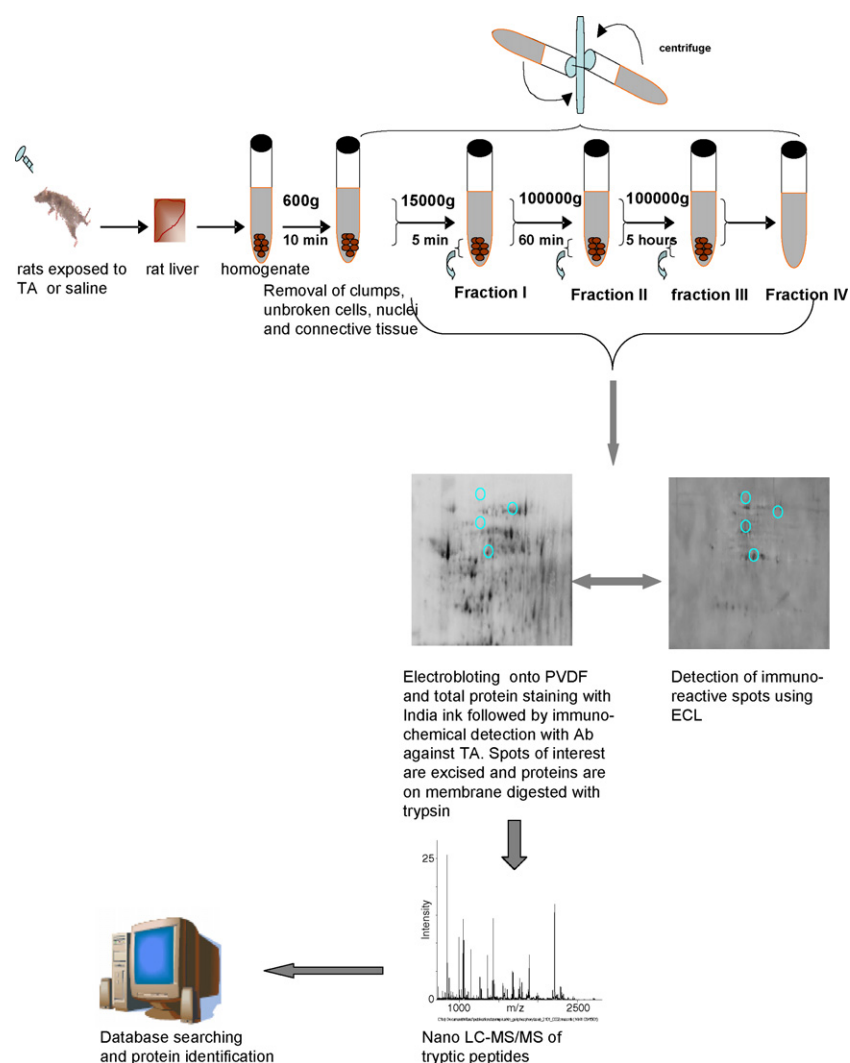 centrifuge
600g
15000g
100000g
100000g
10 min
5 min
60 min
5 hours
rats exposed to
TA or saline
rat liver
homogenate
Removal of clumps,
unbroken cells, nuclei
and connective tissue
Fraction I
Fraction II
fraction III
Fraction IV
Electrobloting onto PVDF
and total protein staining with
India ink followed by immuno-
chemical detection with Ab
against TA. Spots of interest
are excised and proteins are
on membrane digested with
trypsin
Detection of immuno-
reactive spots using
ECL
25
Intensity
0
1000
m/z
2500
Nano LC-MS/MS of
tryptic peptides
Database searching
and protein identification